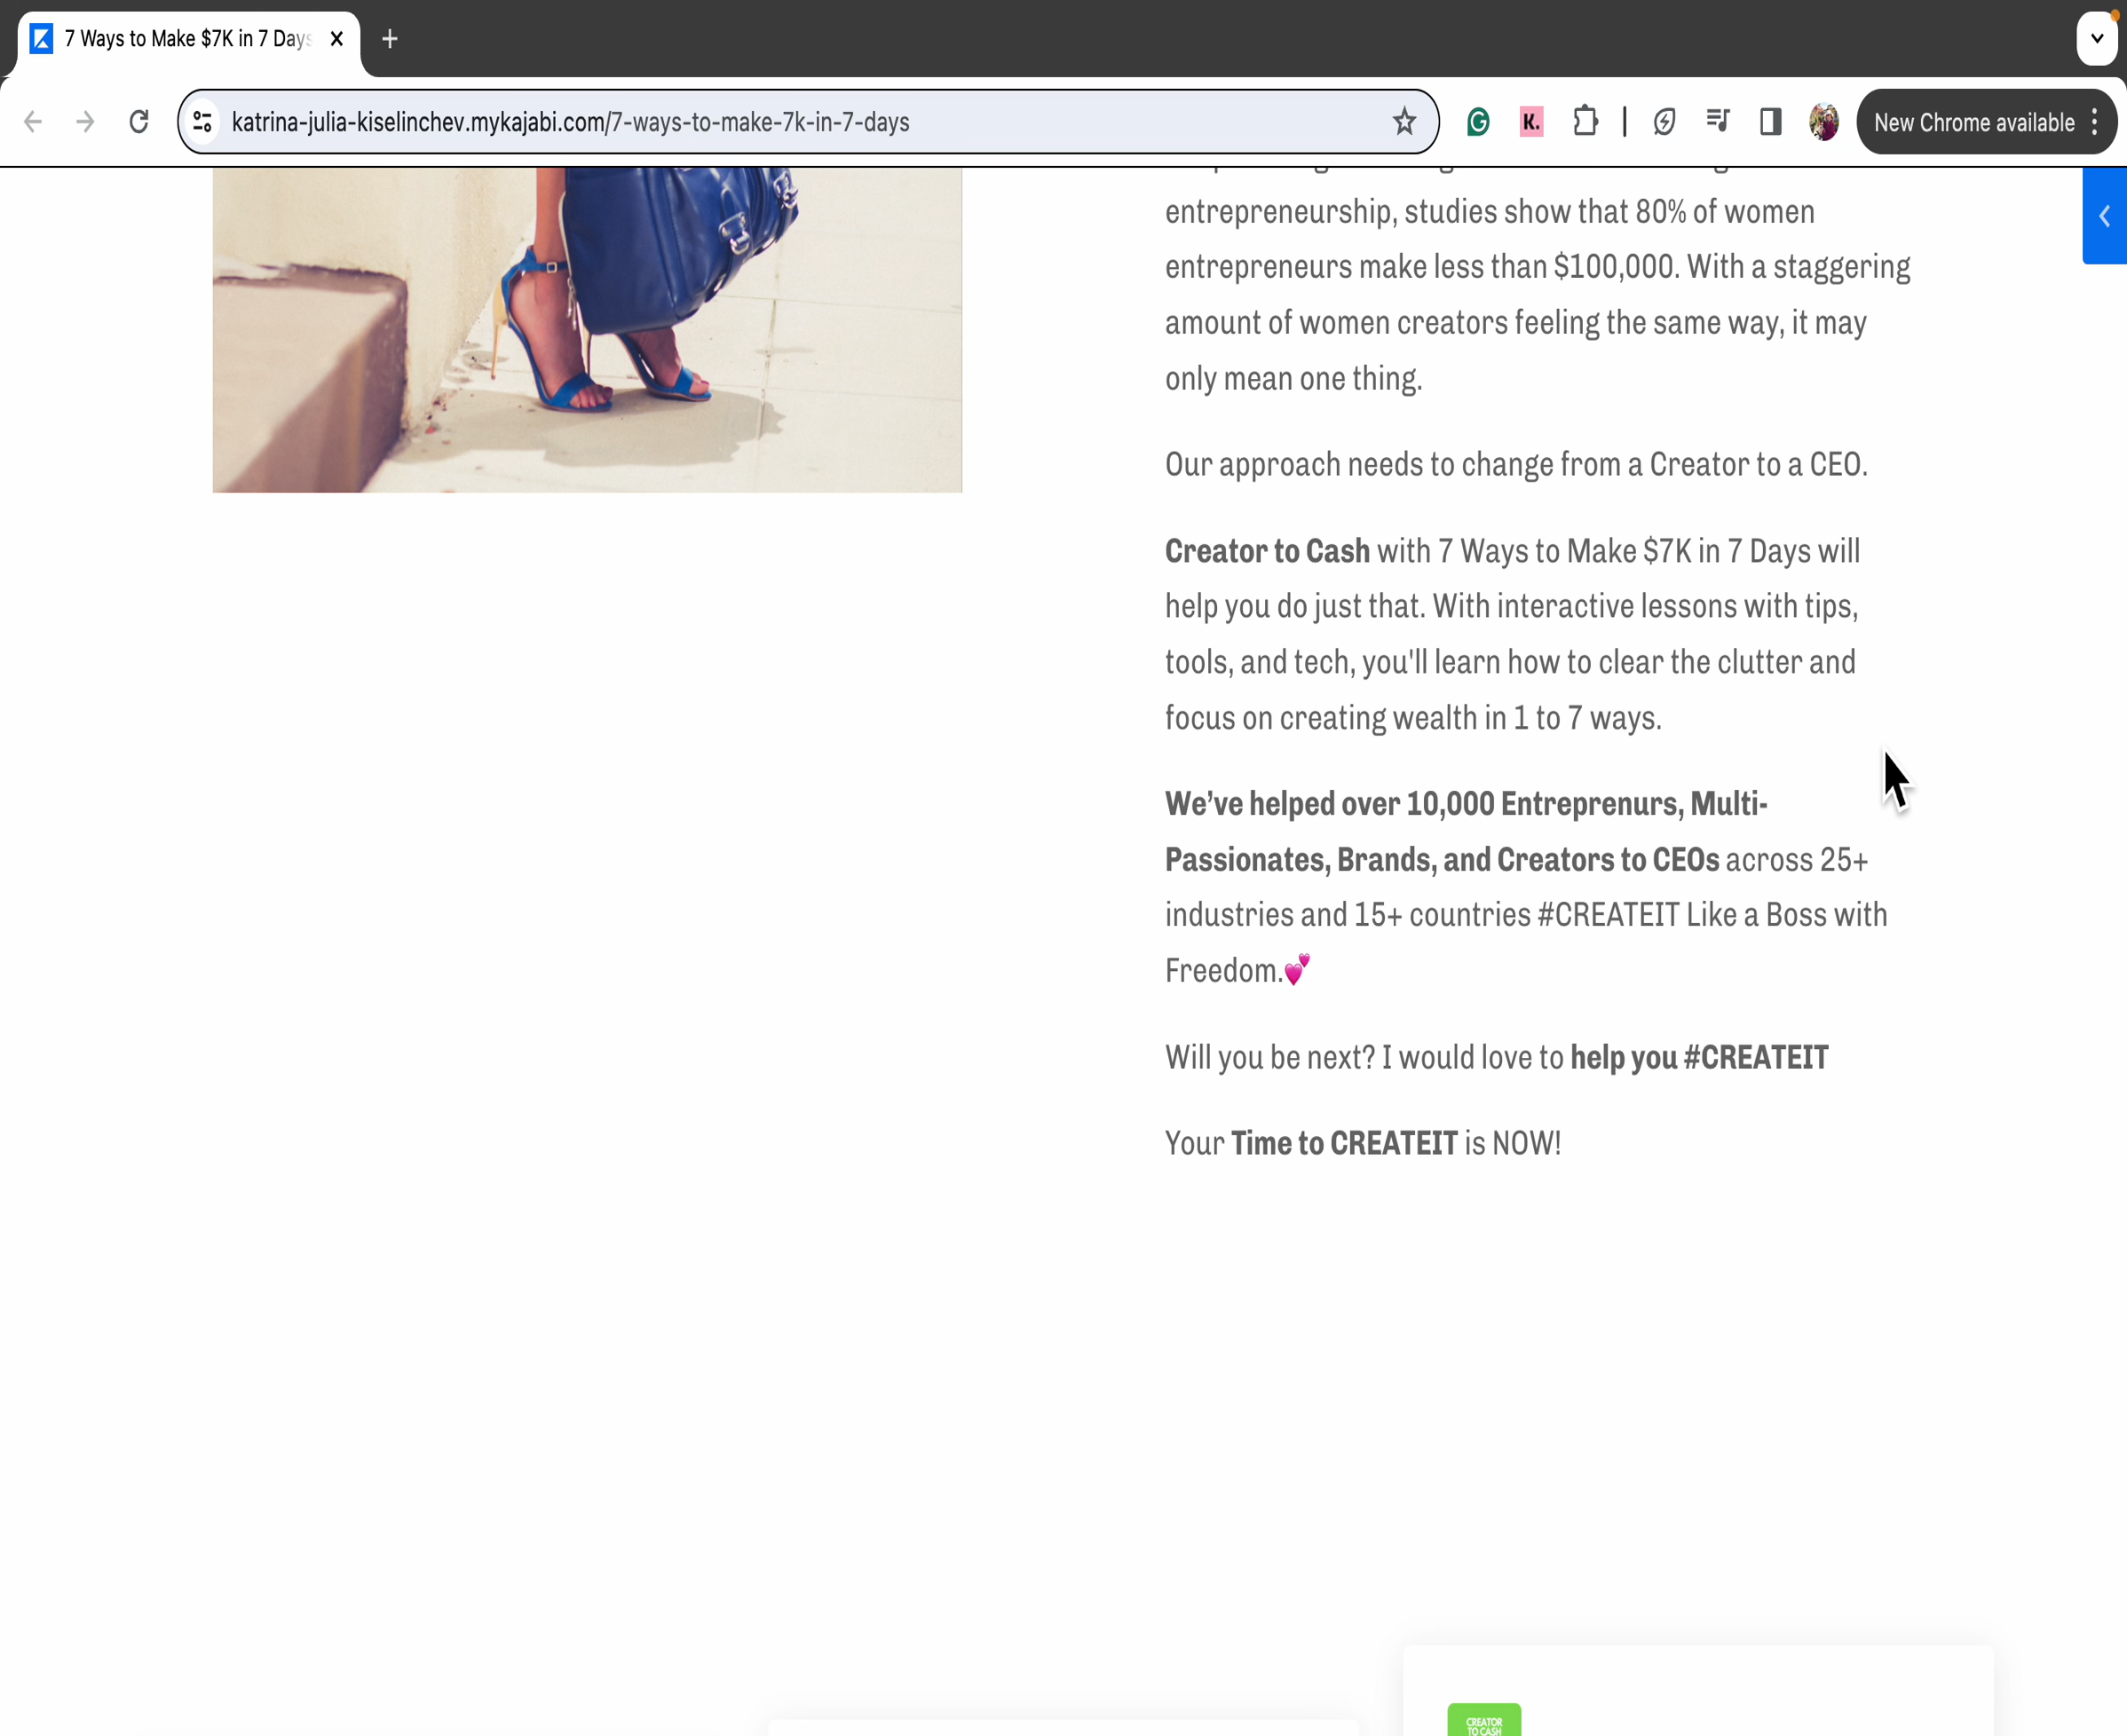 7 Ways to Make $7K in 7 Days
katrina-julia-kiselinchev.mykajabi.com/7-ways-to-make-7k-in-7-days
K.
New Chrome available
entrepreneurship, studies show that 80% of women
entrepreneurs make less than $100,000. With a staggering
amount of women creators feeling the same way, it may
only mean one thing.
Our approach needs to change from a Creator to a CEO.
Creator to Cash with 7 Ways to Make $7K in 7 Days will
help you do just that. With interactive lessons with tips,
tools, and tech, you'll learn how to clear the clutter and
focus on creating wealth in 1 to 7 ways.
We’ve helped over 10,000 Entreprenurs, Multi-
Passionates, Brands, and Creators to CEOs across 25+
industries and 15+ countries #CREATEIT Like a Boss with
Freedom.💕
Will you be next? I would love to help you #CREATEIT
Your Time to CREATEIT is NOW!
CREATOR
TO CASH